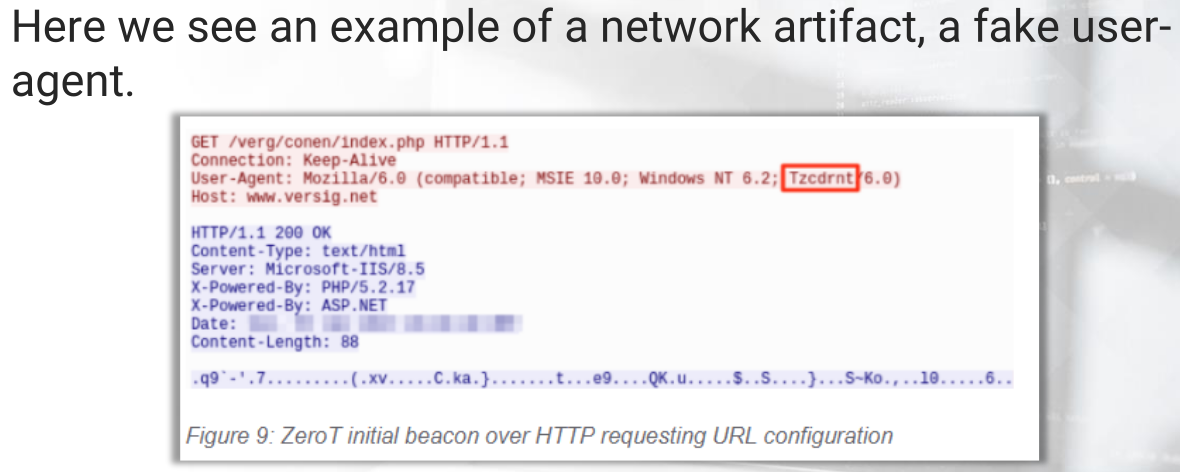 Here we see an example of a network artifact, a fake user-
agent.
GET /verg/conen/index.php HTTP/1.1
Connection: Keep-Alive
User-Agent: Mozilla/6.0 (compatible; MSIE 10.0; Windows NT 6.2; Tzcdrnt/6.0)
Host: www.versig.net
HTTP/1.1 200 OK
Content-Type: text/html
Server: Microsoft-IIS/8.5
X-Powered-By: PHP/5.2.17
X-Powered-By: ASP.NET
Date:
Content-Length: 88
.q9`-'.7.........(.xv.....C.ka.}.......t...e9....QK.u.....$..S....}...S~Ko.,..l0.....6..
Figure 9: ZeroT initial beacon over HTTP requesting URL configuration